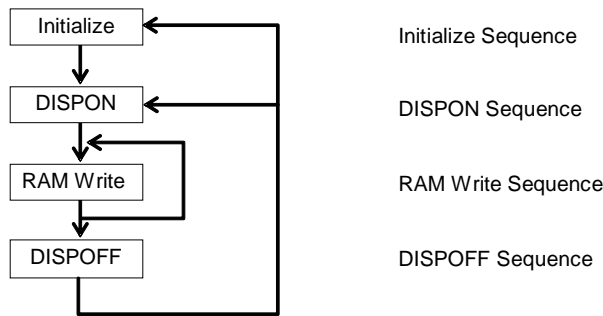 Initialize
Initialize Sequence
DISPON
DISPON Sequence
RAM Write
RAM Write Sequence
DISPOFF
DISPOFF Sequence